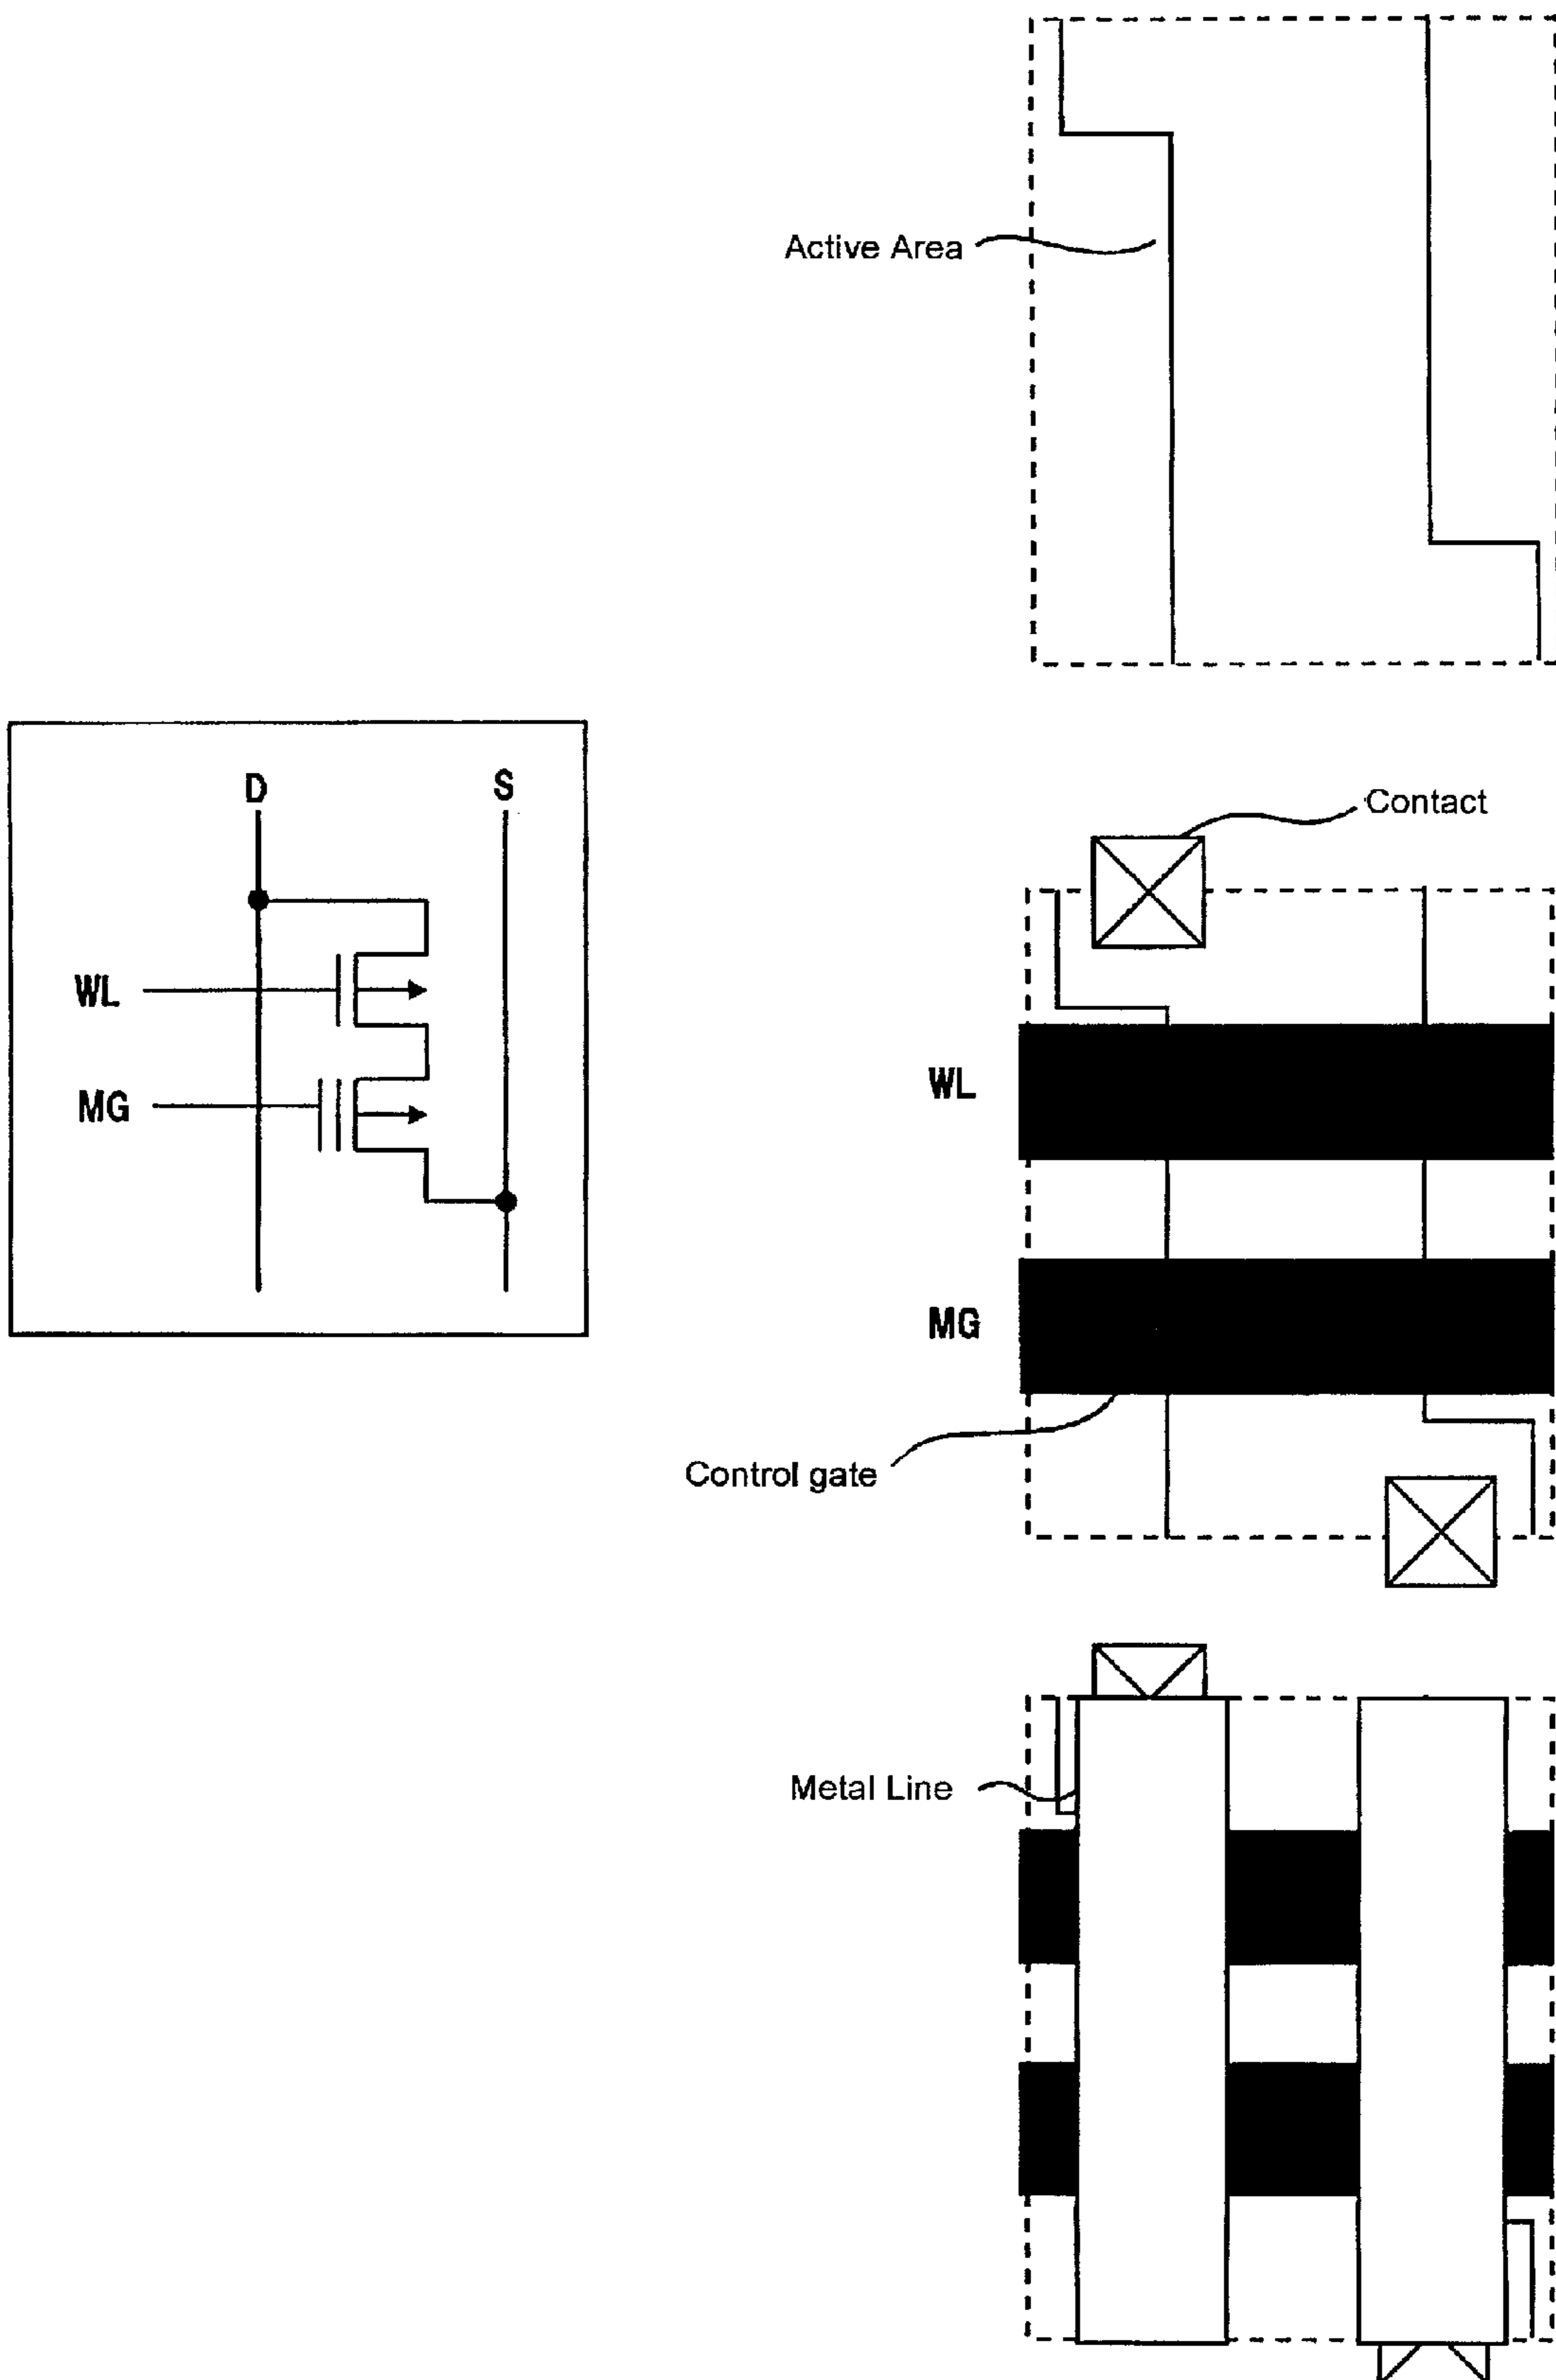 Active Area
D
S
WL
MG
Contact
WL
MG
Control gate
Metal Line